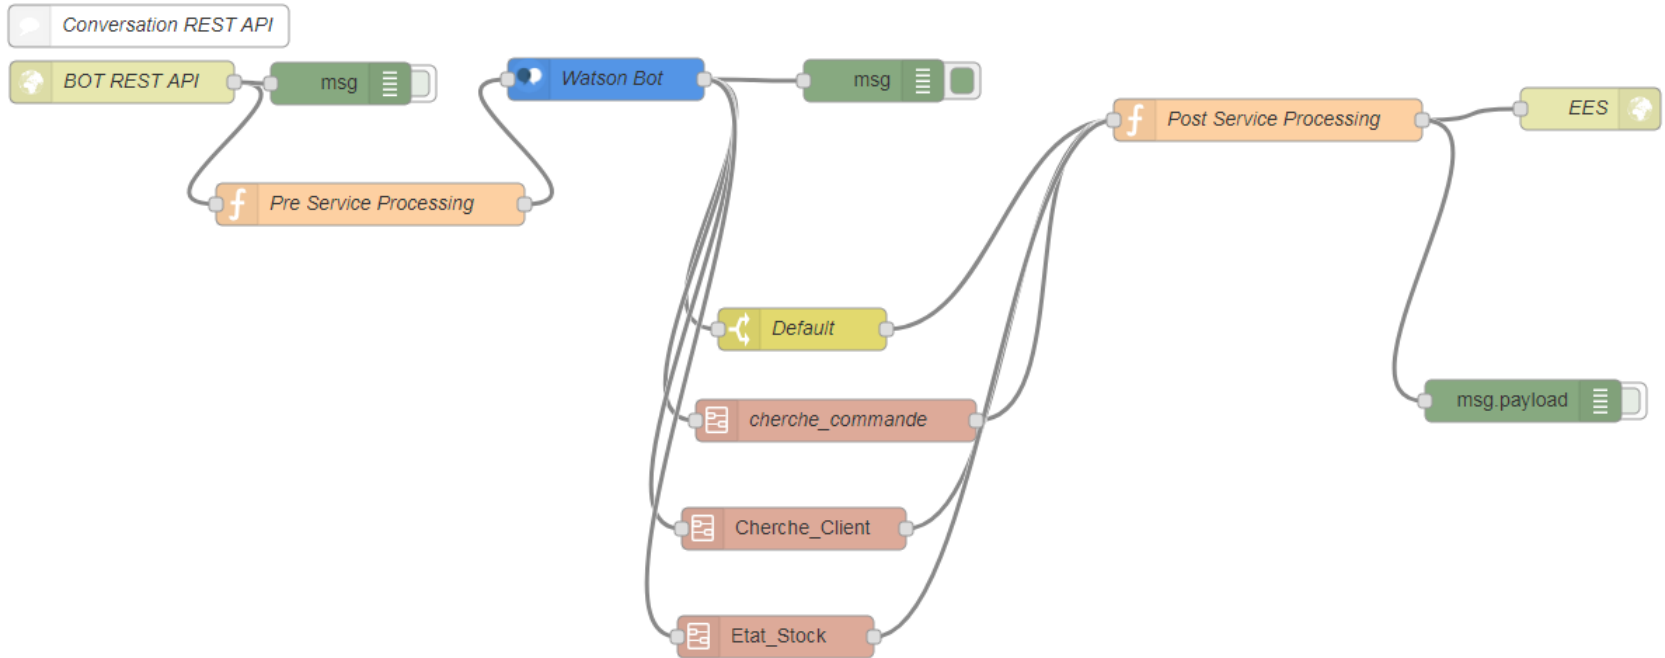 Conversation REST API
BOT REST API
msg
Watson Bot
msg
Post Service Processing
EES
Pre Service Processing
Default
cherche_commande
msg.payload
Cherche_Client
Etat_Stock